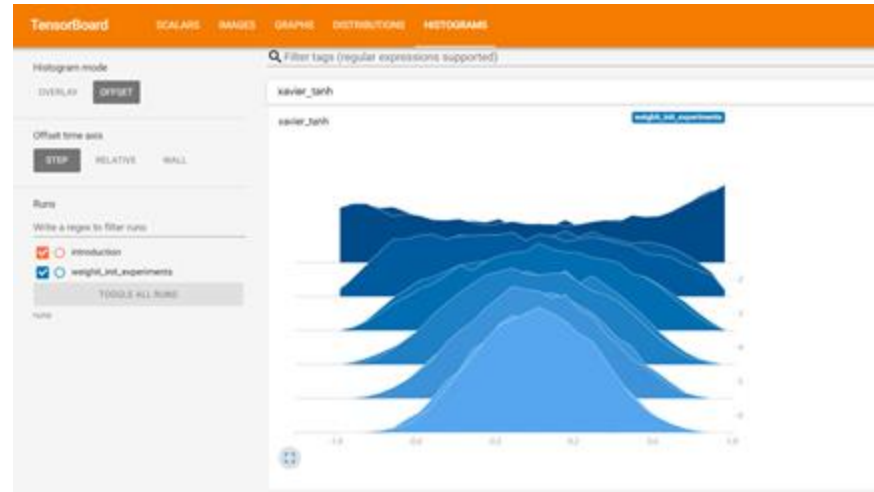 TensorBoard SCALARS IMAGES GRAPHS DISTRIBUTIONS HISTOGRAMS
Histogram mode
OVERLAY OFFSET
Offset time axis
STEP RELATIVE WALL
Runs
Write a regex to filter runs
introduction
weight_init_experiments
TOGGLE ALL RUNS
runs
Filter tags (regular expressions supported)
xavier_tanh
xavier_tanh
weight_init_experiments